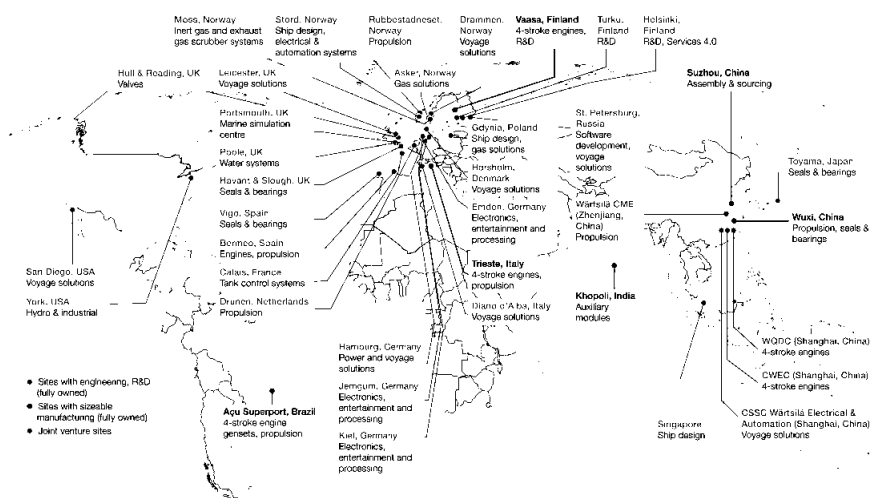 Moss, Norway
Inert gas and exhaust
gas scrubber systems
Stord, Norway
Ship design,
electrical &
automation systems
Rubbestadneset,
Norway
Propulsion
Drammen,
Norway
Voyage
solutions
Vaasa, Finland
4-stroke engines,
R&D
Turku,
Finland
R&D
Helsinki,
Finland
R&D, Services 4.0
Hull & Reading, UK
Valves
Leicester, UK
Voyage solutions
Asker, Norway
Gas solutions
Suzhou, China
Assembly & sourcing
Portsmouth, UK
Marine simulation
centre
Poole, UK
Water systems
Havant & Slough, UK
Seals & bearings
Vigo, Spain
Seals & bearings
Bermeo, Spain
Engines, propulsion
Calais, France
Tank control systems
Drunen, Netherlands
Propulsion
Gdynia, Poland
Ship design,
gas solutions
Horsholm,
Denmark
Voyage solutions
Emden, Germany
Electronics,
entertainment and
processing
Trieste, Italy
4-stroke engines,
propulsion
Diano d'Alba, Italy
Voyage solutions
St. Petersburg,
Russia
Software
development,
voyage
solutions
Wärtsilä CME
(Zhenjiang,
China)
Propulsion
Toyama, Japan
Seals & bearings
Wuxi, China
Propulsion, seals &
bearings
San Diego, USA
Voyage solutions
York, USA
Hydro & industrial
Khopoli, India
Auxiliary
modules
Hamburg, Germany
Power and voyage
solutions
Jemgum, Germany
Electronics,
entertainment and
processing
Kiel, Germany
Electronics,
entertainment and
processing
WQDC (Shanghai, China)
4-stroke engines
CWEC (Shanghai, China)
4-stroke engines
CSSC Wärtsilä Electrical &
Automation (Shanghai, China)
Voyage solutions
Singapore
Ship design
Açu Superport, Brazil
4-stroke engine
gensets, propulsion
Sites with engineering, R&D
(fully owned)
Sites with sizeable
manufacturing (fully owned)
Joint venture sites